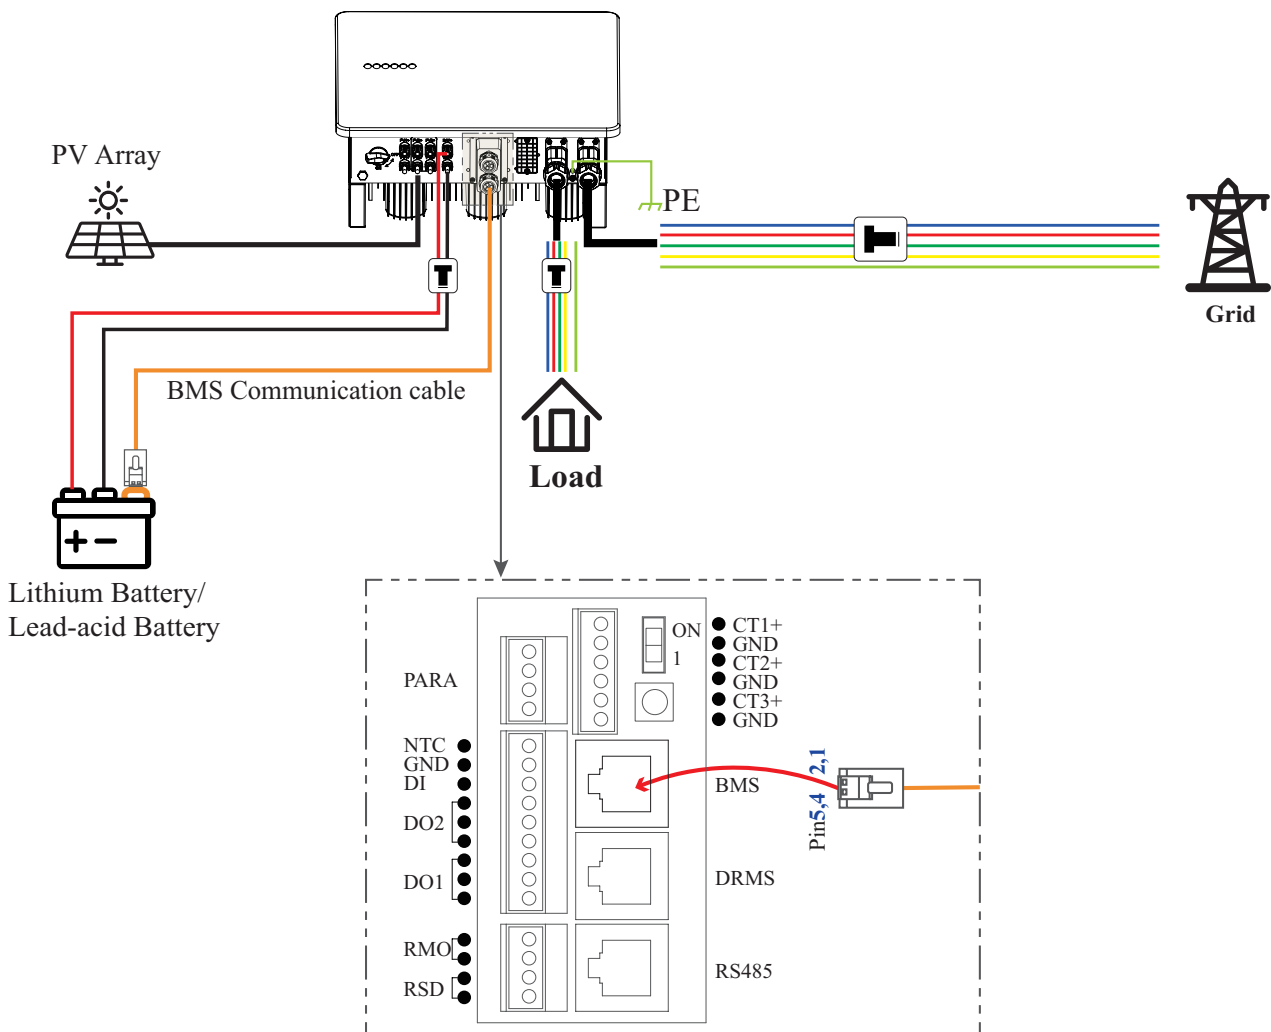 PV Array
PE
Grid
BMS Communication cable
Load
Lithium Battery/
Lead-acid Battery
ON
1
CT1+
GND
CT2+
GND
CT3+
GND
PARA
NTC
GND
DI
DO2
DO1
RMO
RSD
BMS
DRMS
RS485
Pin5,4 2,1